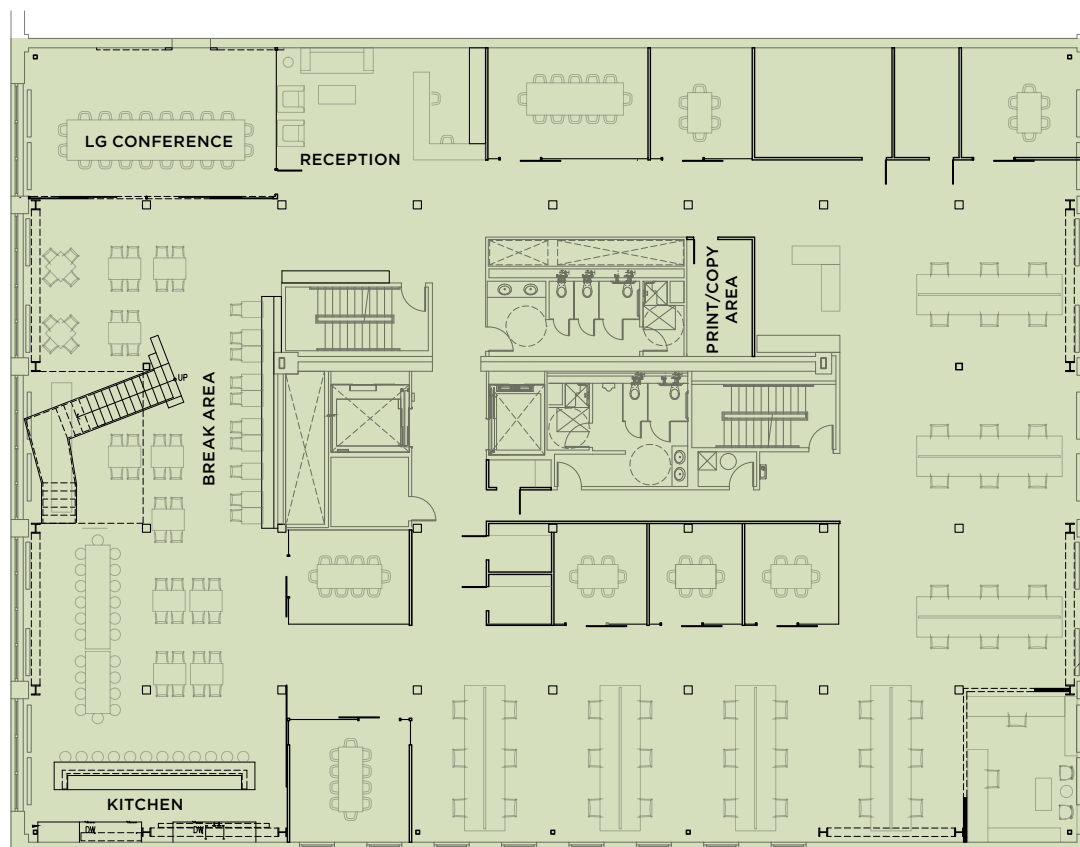 LG CONFERENCE
RECEPTION
PRINT/COPY
AREA
UP
BREAK AREA
KITCHEN
DW
DW